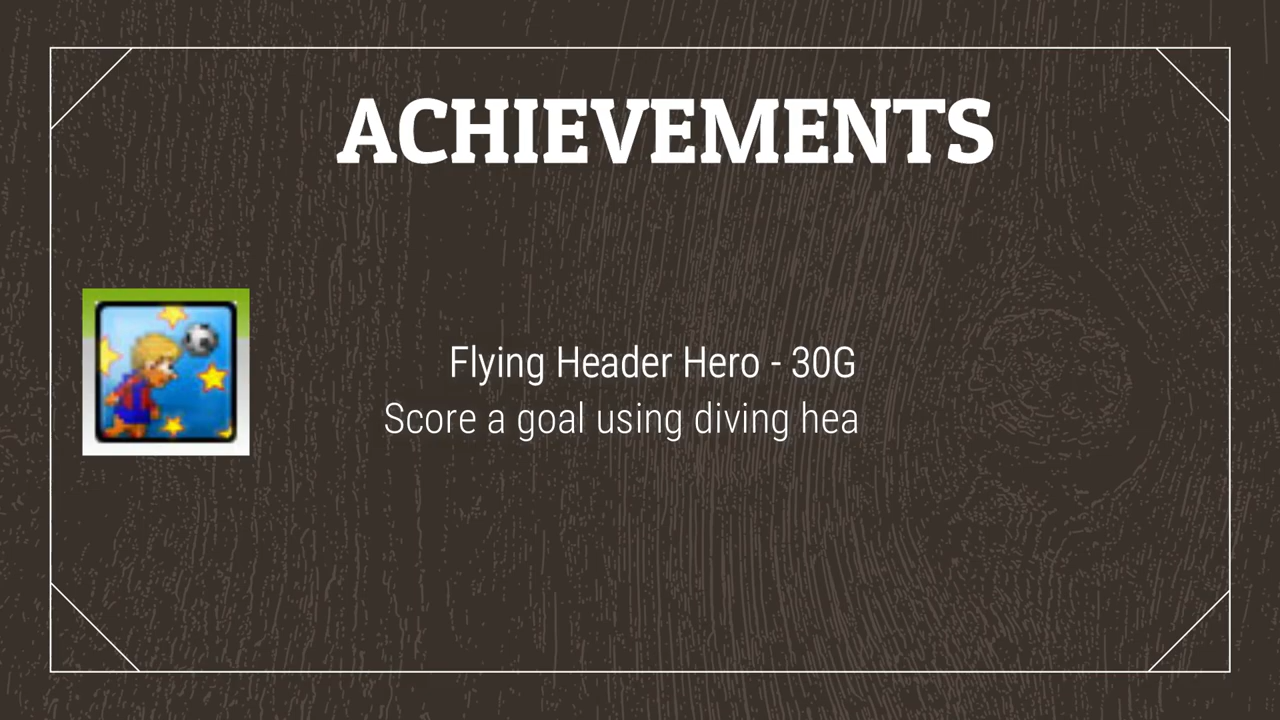 ACHIEVEMENTS
Flying Header Hero - 30G
Score a goal using diving hea